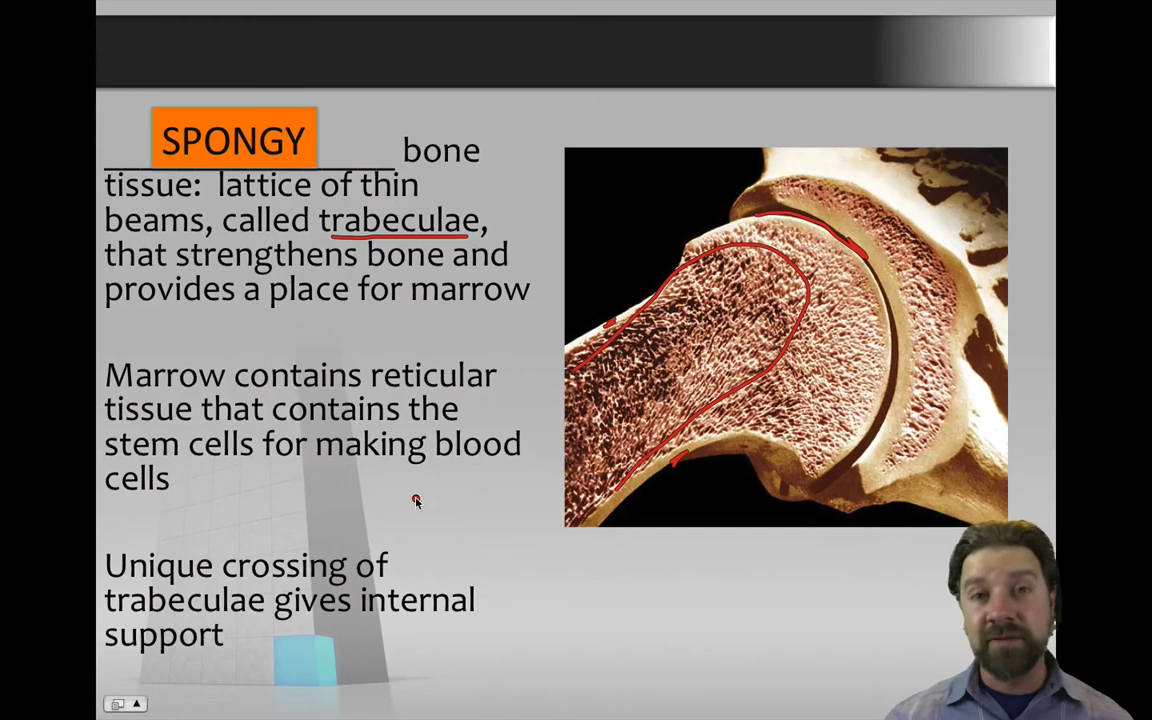 SPONGY bone
tissue: lattice of thin
beams, called trabeculae,
that strengthens bone and
provides a place for marrow
Marrow contains reticular
tissue that contains the
stem cells for making blood
cells
Unique crossing of
trabeculae gives internal
support